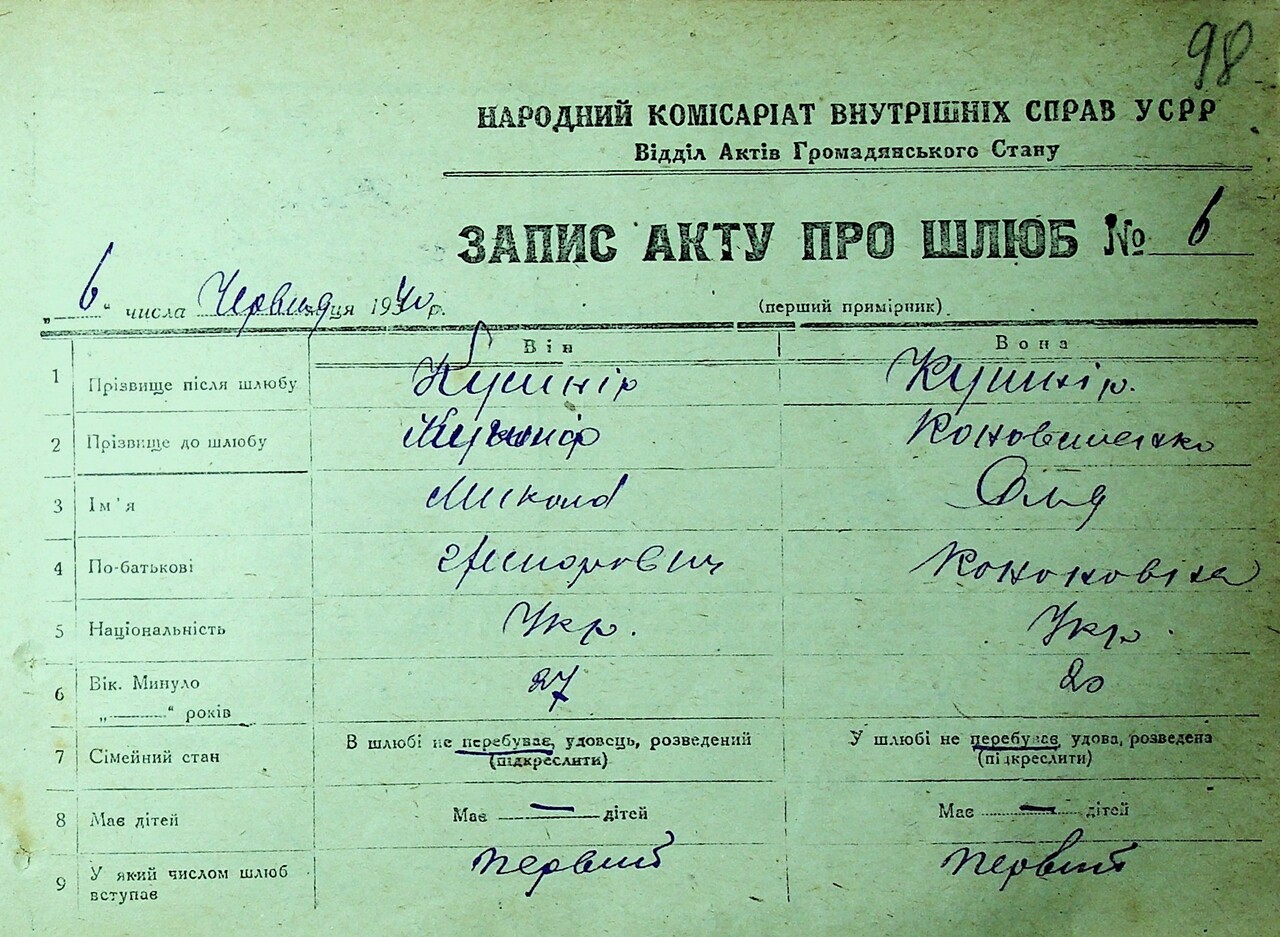 98
НАРОДНИЙ КОМІСАРІАТ ВНУТРІШНІХ СПРАВ УСРР
Відділ Актів Громадянського Стану
ЗАПИС АКТУ ПРО ШЛЮБ № 6
„6“ числа Червця 1940 р. (перший примірник)
Він Вона
1 Прізвище після шлюбу Кушнір Кушнір.
2 Прізвище до шлюбу Кушнір
3 Ім'я Микола Оля
4 По-батькові Кононовна
5 Національність Укр. Укр.
6 Вік. Минуло 27 20
„———“ років
7 Сімейний стан В шлюбі не перебуває, удовець, розведений У шлюбі не перебуває, удова, розведена
(підкреслити) (підкреслити)
8 Має дітей Має — дітей Має — дітей
9 У який числом шлюб вступав первий первий